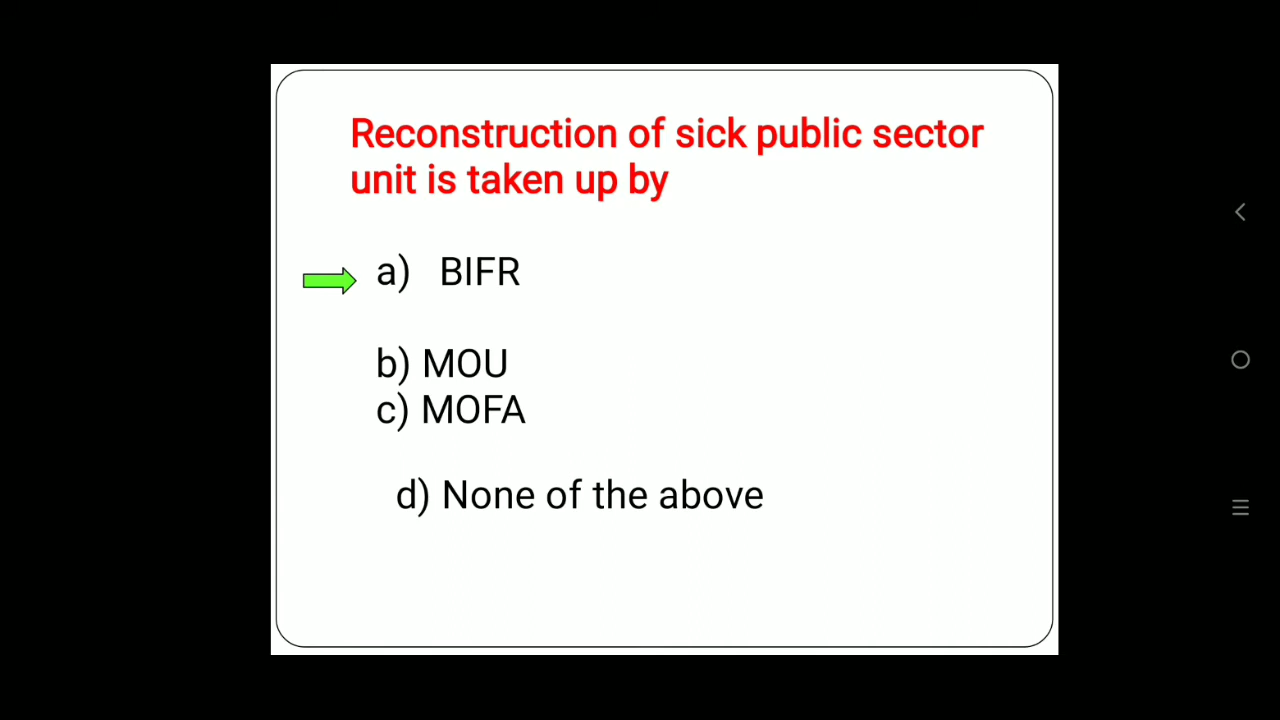 Reconstruction of sick public sector
unit is taken up by
a) BIFR
b) MOU
c) MOFA
d) None of the above